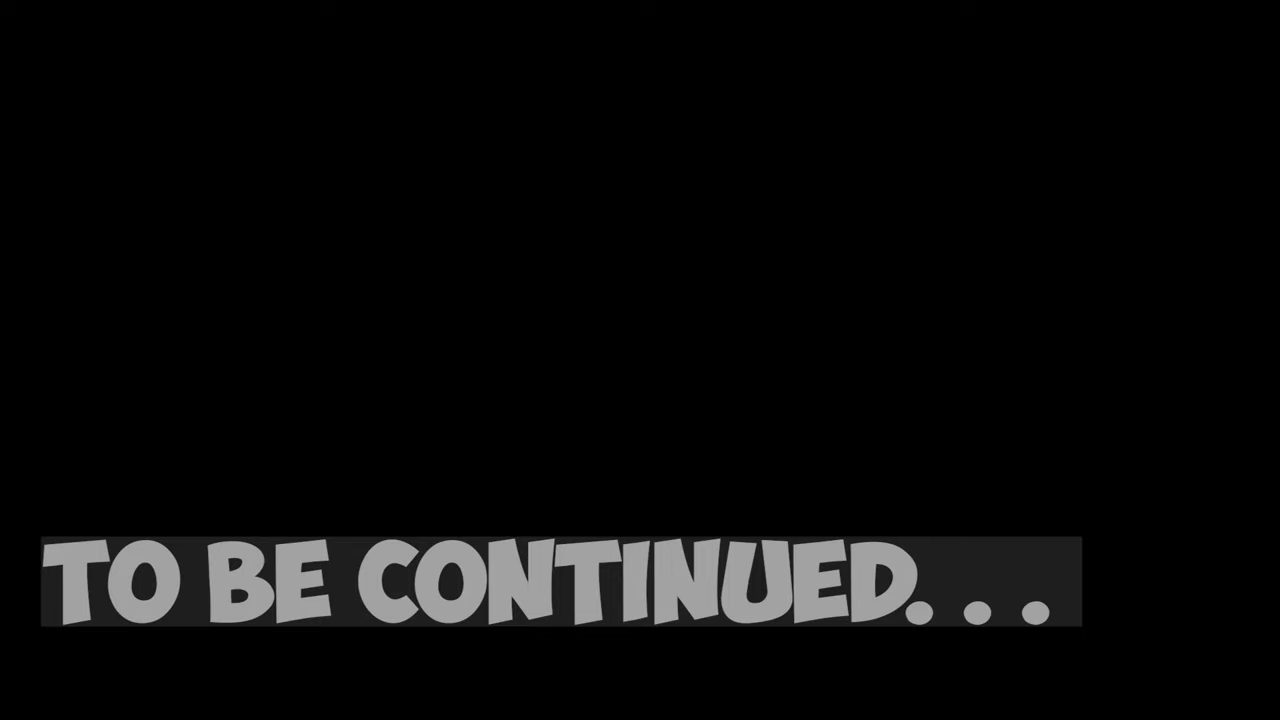 TO BE CONTINUED. . .